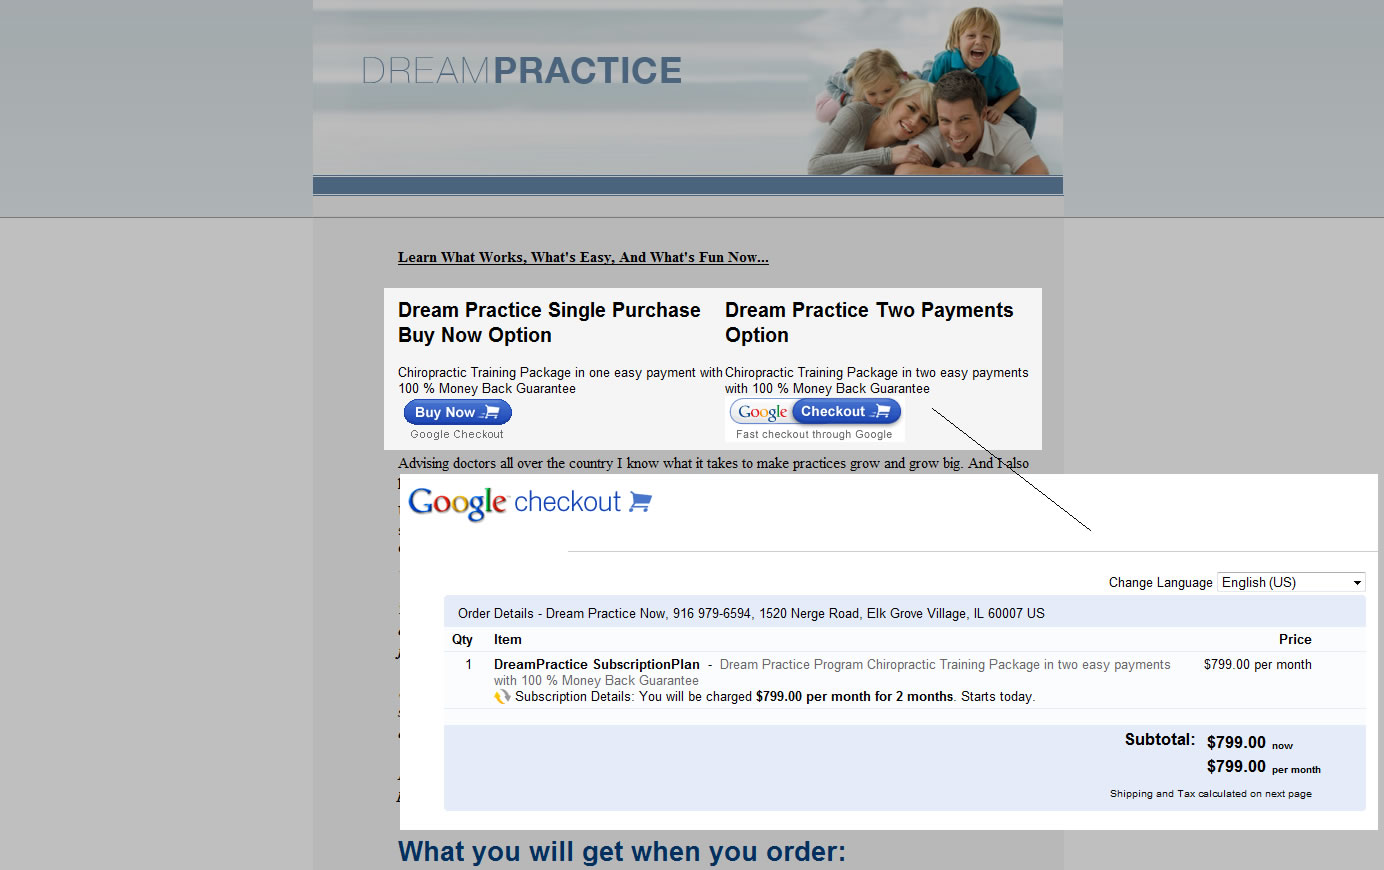 DREAMPRACTICE
Learn What Works, What's Easy, And What's Fun Now...
Dream Practice Single Purchase
Buy Now Option
Chiropractic Training Package in one easy payment with
100 % Money Back Guarantee
Buy Now
Google Checkout
Dream Practice Two Payments
Option
Chiropractic Training Package in two easy payments
with 100 % Money Back Guarantee
Google Checkout
Fast checkout through Google
Advising doctors all over the country I know what it takes to make practices grow and grow big. And I also
Google checkout
Change Language English (US)
Order Details - Dream Practice Now, 916 979-6594, 1520 Nerge Road, Elk Grove Village, IL 60007 US
Qty Item Price
1 DreamPractice SubscriptionPlan - Dream Practice Program Chiropractic Training Package in two easy payments $799.00 per month
with 100 % Money Back Guarantee
Subscription Details: You will be charged $799.00 per month for 2 months. Starts today.
Subtotal: $799.00 now
$799.00 per month
Shipping and Tax calculated on next page
What you will get when you order: